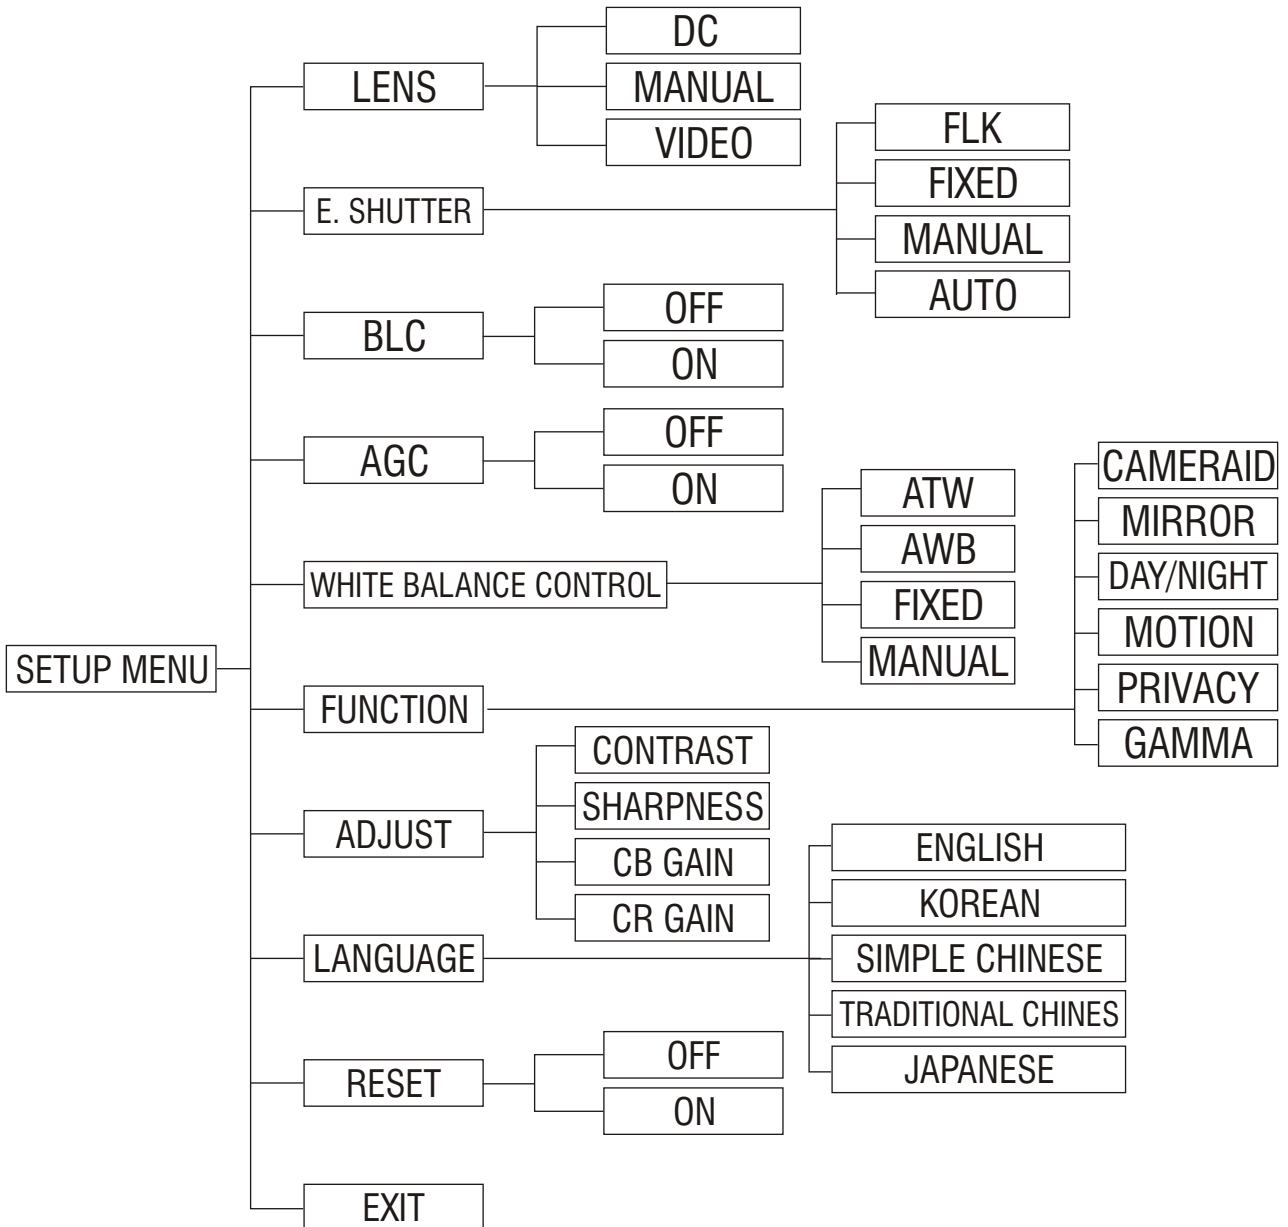 SETUP MENU
LENS
DC
MANUAL
VIDEO
E. SHUTTER
FLK
FIXED
MANUAL
AUTO
BLC
OFF
ON
AGC
OFF
ON
WHITE BALANCE CONTROL
ATW
AWB
FIXED
MANUAL
FUNCTION
CAMERAID
MIRROR
DAY/NIGHT
MOTION
PRIVACY
GAMMA
ADJUST
CONTRAST
SHARPNESS
CB GAIN
CR GAIN
LANGUAGE
ENGLISH
KOREAN
SIMPLE CHINESE
TRADITIONAL CHINES
JAPANESE
RESET
OFF
ON
EXIT